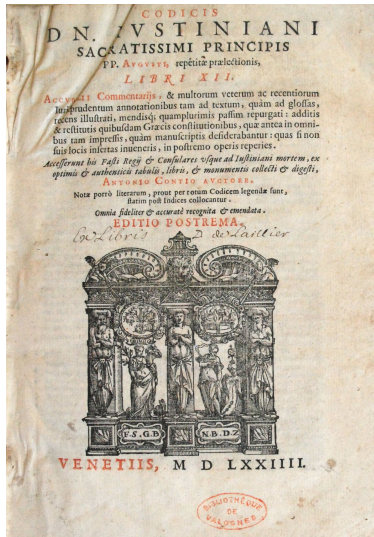 CODICIS
DN. IVSTINIANI
SACRATISSIMI PRINCIPIS
PP. AVGVSTI, repetitæ prælectionis,
LIBRI XII.
Accvrsii Commentarijs, & multorum veterum ac recentiorum
Iurisprudentum annotationibus tam ad textum, quàm ad glossas,
recens illustrati, mendisq; quamplurimis passim repurgati: additis
& restitutis quibusdam Græcis constitutionibus, quæ antea in omni-
bus tam impressis, quàm manuscriptis desiderabantur: quas si non
suis locis insertas inueneris, in postremo operis reperies.
Accesserunt his Fasti Regij & Consulares vsque ad Iustiniani mortem, ex
optimis & authenticis tabulis, libris, & monumentis collecti & digesti,
ANTONIO CONTIO AVCTORE.
Notæ porrò literarum, prout per totum Codicem legendæ sunt,
statim post Indices collocantur.
Omnia fideliter & accuratè recognita & emendata.
EDITIO POSTREMA.
Ex Libris D de Laillier
F·S·G·B N·B·D·Z
VENETIIS, M D LXXIIII.
BIBLIOTHÈQUE
DE
VALOGNES